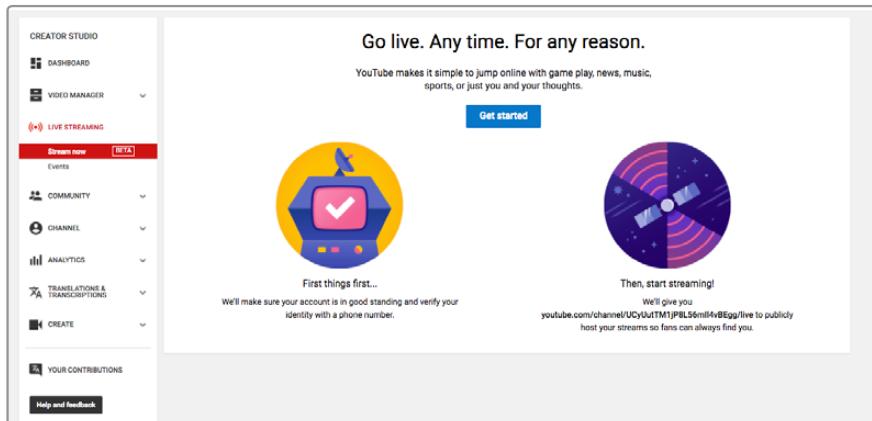 CREATOR STUDIO
DASHBOARD
VIDEO MANAGER
LIVE STREAMING
Stream now BETA
Events
COMMUNITY
CHANNEL
ANALYTICS
TRANSLATIONS &
TRANSCRIPTIONS
CREATE
YOUR CONTRIBUTIONS
Help and feedback
Go live. Any time. For any reason.
YouTube makes it simple to jump online with game play, news, music,
sports, or just you and your thoughts.
Get started
First things first...
We'll make sure your account is in good standing and verify your
identity with a phone number.
Then, start streaming!
We'll give you
to publicly
host your streams so fans can always find you.